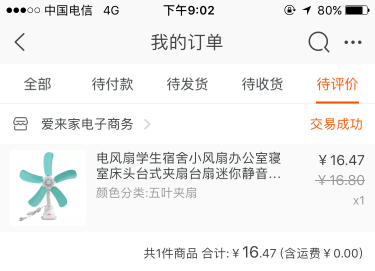 中国电信 4G 下午9:02 80%
我的订单
全部 待付款 待发货 待收货 待评价
爱来家电子商务 交易成功
电风扇学生宿舍小风扇办公室寝 ¥16.47
室床头台式夹扇台扇迷你静音... ¥16.80
颜色分类:五叶夹扇 x1
共1件商品 合计: ¥16.47 (含运费 ¥0.00)